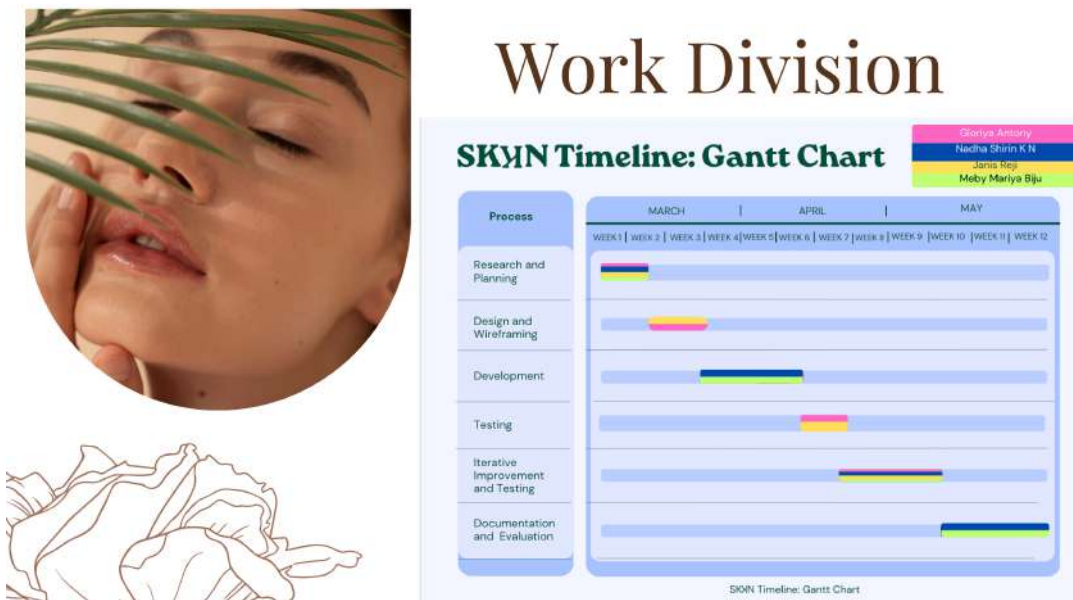 Work Division
SKꓘN Timeline: Gantt Chart
Gloriya Antony
Nadha Shirin K N
Janis Reji
Meby Mariya Biju
Process
MARCH | APRIL | MAY
WEEK 1 | WEEK 2 | WEEK 3 | WEEK 4 | WEEK 5 | WEEK 6 | WEEK 7 | WEEK 8 | WEEK 9 | WEEK 10 | WEEK 11 | WEEK 12
Research and
Planning
Design and
Wireframing
Development
Testing
Iterative
Improvement
and Testing
Documentation
and Evaluation
SKꓘN Timeline: Gantt Chart